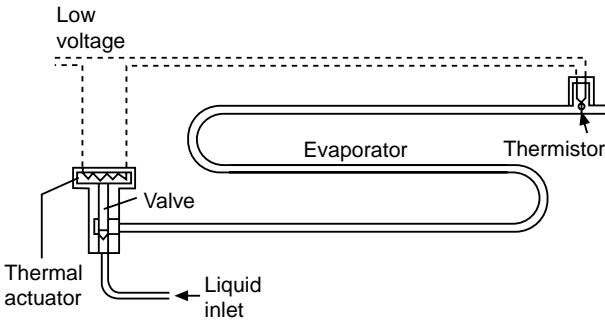 Low
voltage
Evaporator
Thermistor
Valve
Thermal
actuator
Liquid
inlet